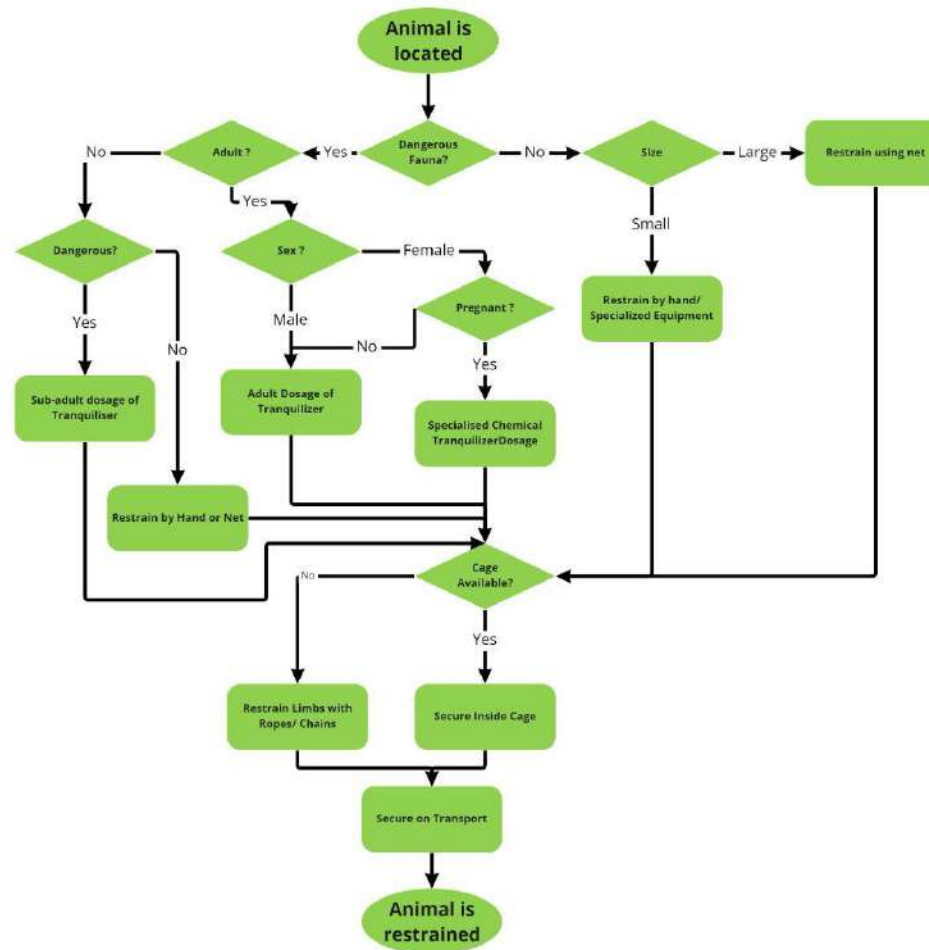 Animal is
located
No
Adult ?
Yes
Dangerous
Fauna?
No
Size
Large
Restrain using net
Yes
Small
Dangerous?
Sex ?
Female
Restrain by hand/
Specialized Equipment
Pregnant ?
Yes
Male
No
No
Yes
Sub-adult dosage of
Tranquiliser
Adult Dosage of
Tranquilizer
Specialised Chemical
TranquilizerDosage
Restrain by Hand or Net
Cage
Available?
No
Yes
Restrain Limbs with
Ropes/ Chains
Secure Inside Cage
Secure on Transport
Animal is
restrained